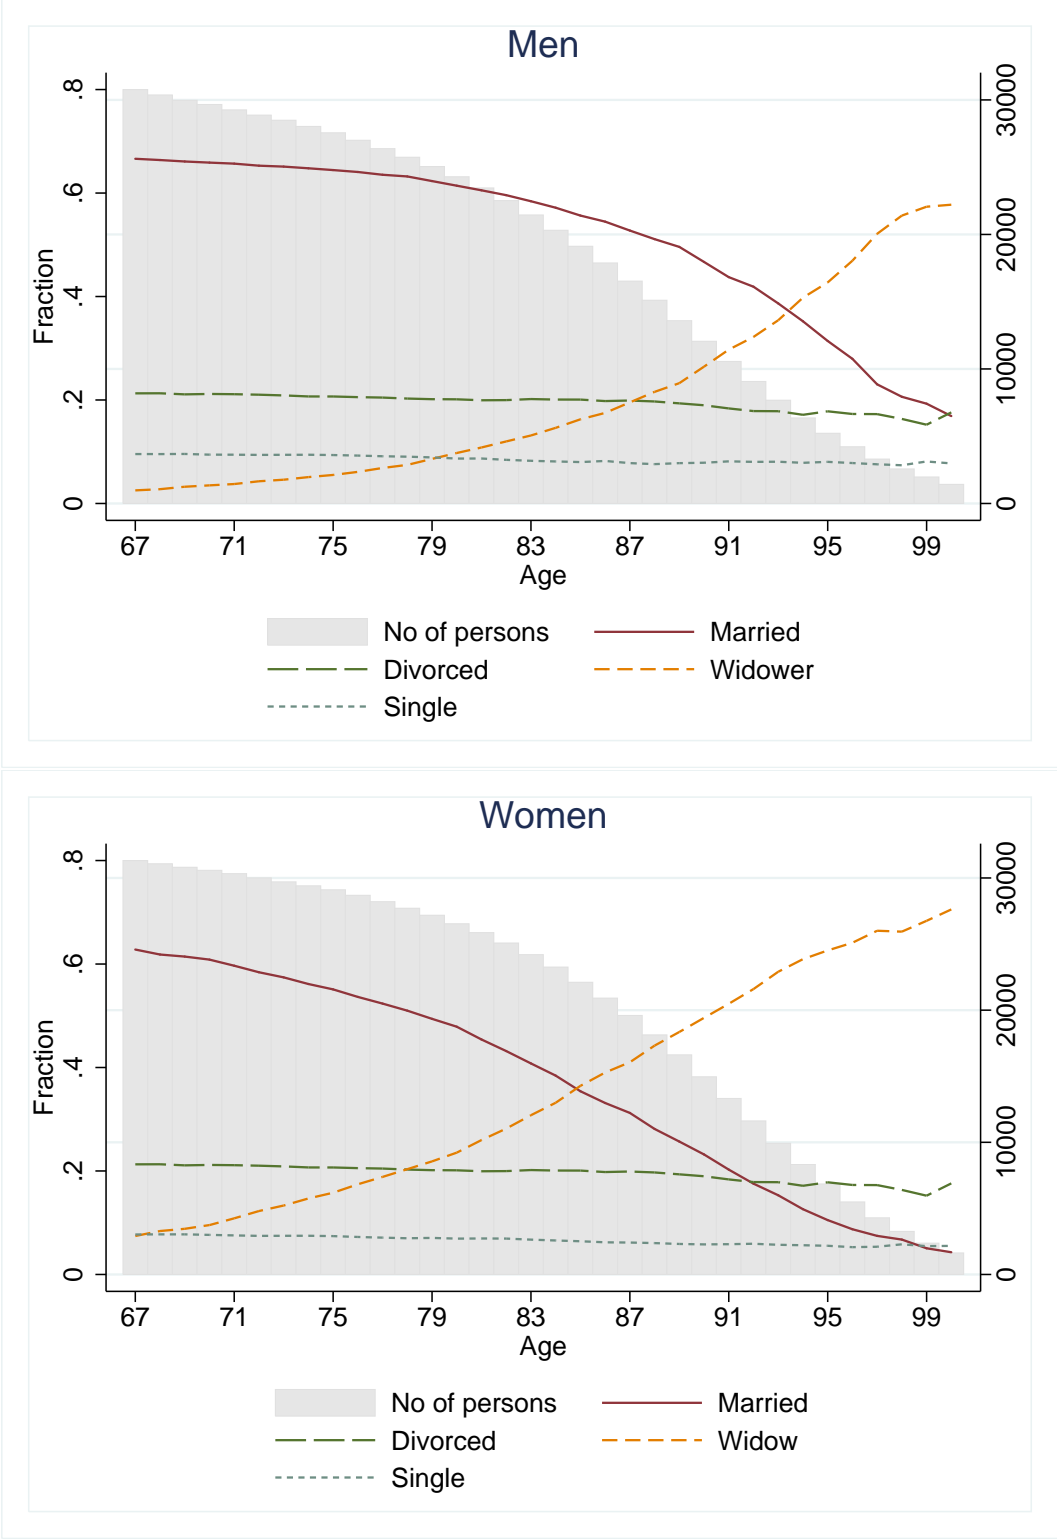 Men
.8
.6
.4
.2
0
Fraction
30000
20000
10000
0
67 71 75 79 83 87 91 95 99
Age
No of persons Married
Divorced Widower
Single
Women
.8
.6
.4
.2
0
Fraction
30000
20000
10000
0
67 71 75 79 83 87 91 95 99
Age
No of persons Married
Divorced Widow
Single